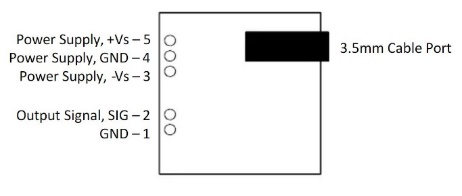 Power Supply, +Vs – 5
Power Supply, GND – 4
Power Supply, -Vs – 3
3.5mm Cable Port
Output Signal, SIG – 2
GND – 1